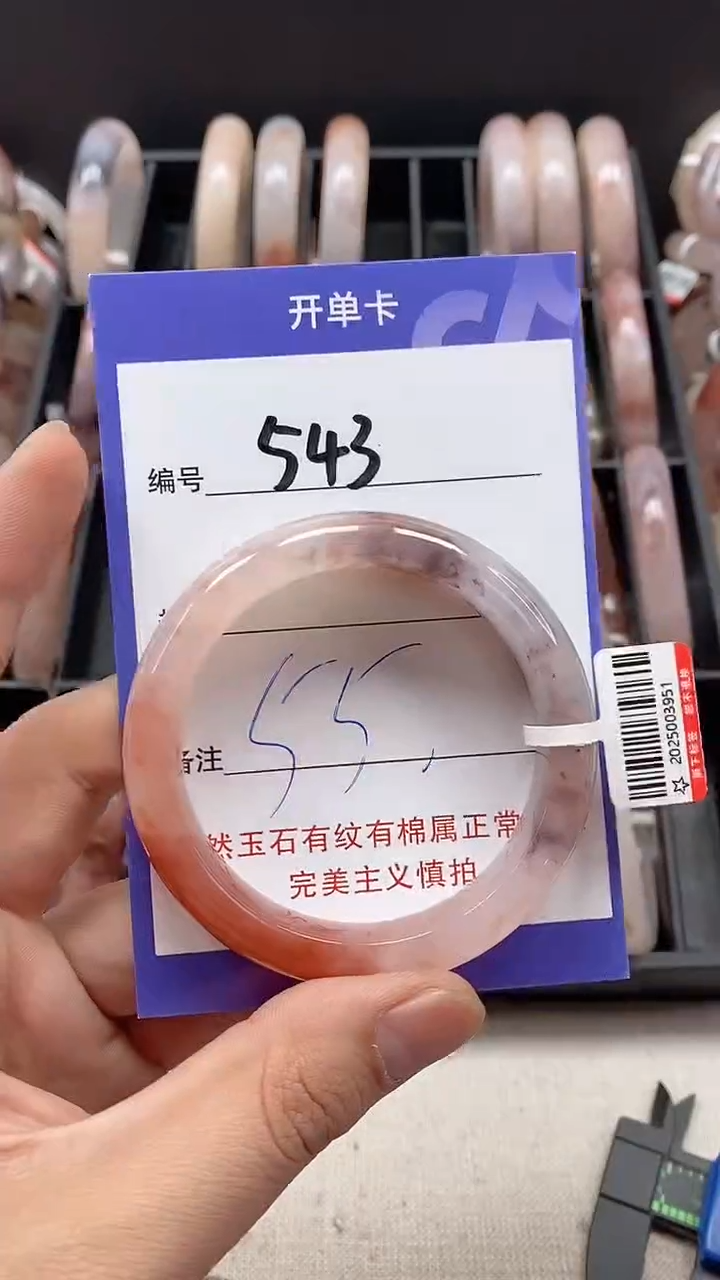 开单卡
编号 543
备注 55,
然玉石有纹有棉属正常
完美主义慎拍
2025003951